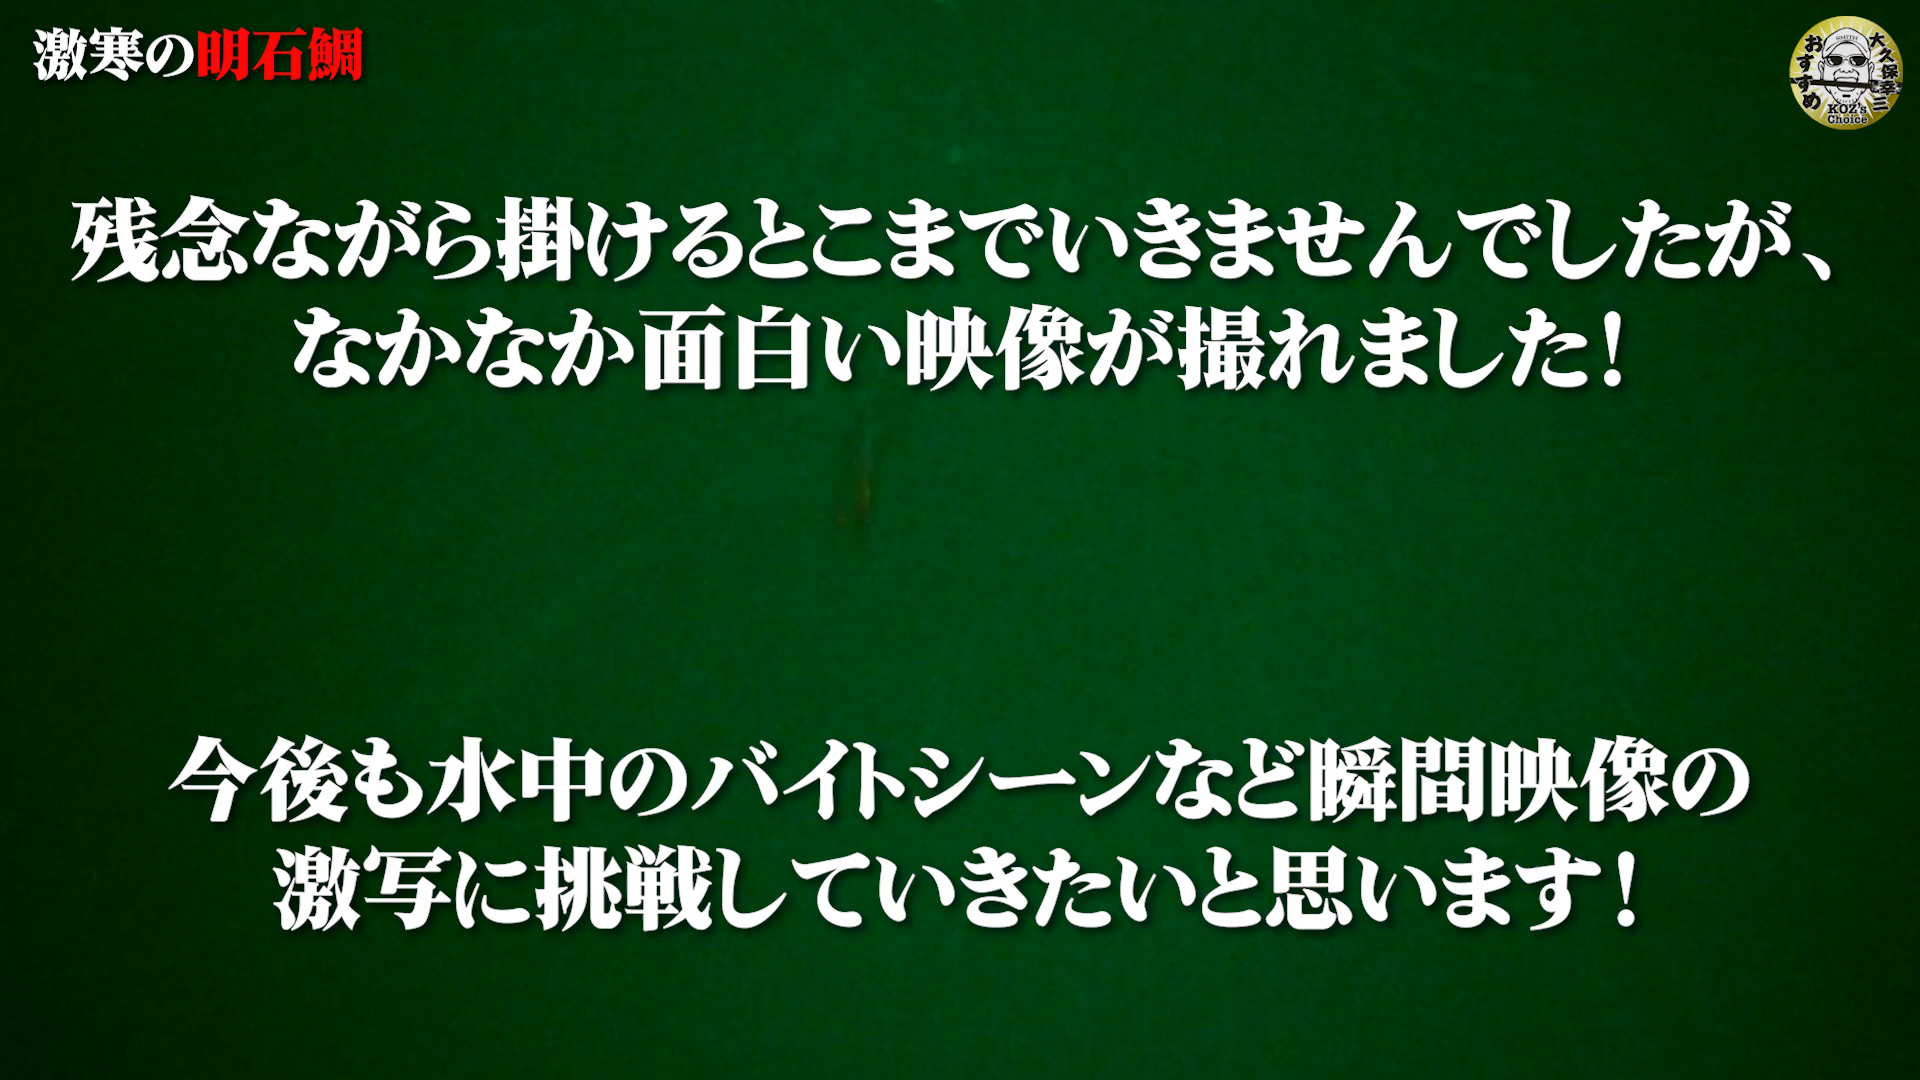 激寒の明石鯛
大久保幸三
おすすめ
SMITH
KOZ's
Choice
残念ながら掛けるとこまでいきませんでしたが、
なかなか面白い映像が撮れました!
今後も水中のバイトシーンなど瞬間映像の
激写に挑戦していきたいと思います!